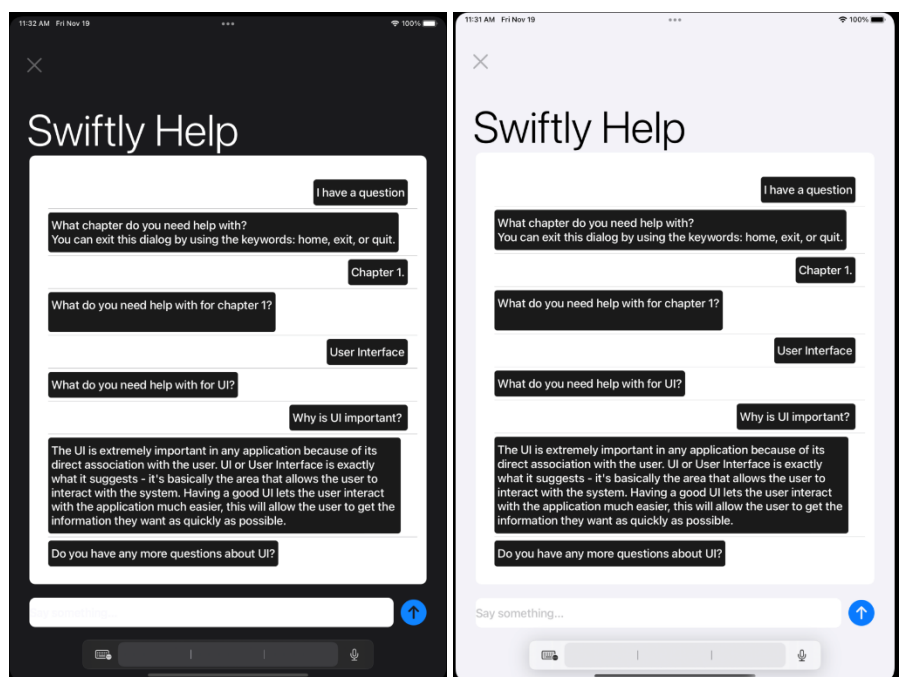 11:32 AM Fri Nov 19
100%
Swiftly Help
I have a question
What chapter do you need help with?
You can exit this dialog by using the keywords: home, exit, or quit.
Chapter 1.
What do you need help with for chapter 1?
User Interface
What do you need help with for UI?
Why is UI important?
The UI is extremely important in any application because of its
direct association with the user. UI or User Interface is exactly
what it suggests - it's basically the area that allows the user to
interact with the system. Having a good UI lets the user interact
with the application much easier, this will allow the user to get the
information they want as quickly as possible.
Do you have any more questions about UI?
Say something...
11:31 AM Fri Nov 19
100%
Swiftly Help
I have a question
What chapter do you need help with?
You can exit this dialog by using the keywords: home, exit, or quit.
Chapter 1.
What do you need help with for chapter 1?
User Interface
What do you need help with for UI?
Why is UI important?
The UI is extremely important in any application because of its
direct association with the user. UI or User Interface is exactly
what it suggests - it's basically the area that allows the user to
interact with the system. Having a good UI lets the user interact
with the application much easier, this will allow the user to get the
information they want as quickly as possible.
Do you have any more questions about UI?
Say something...